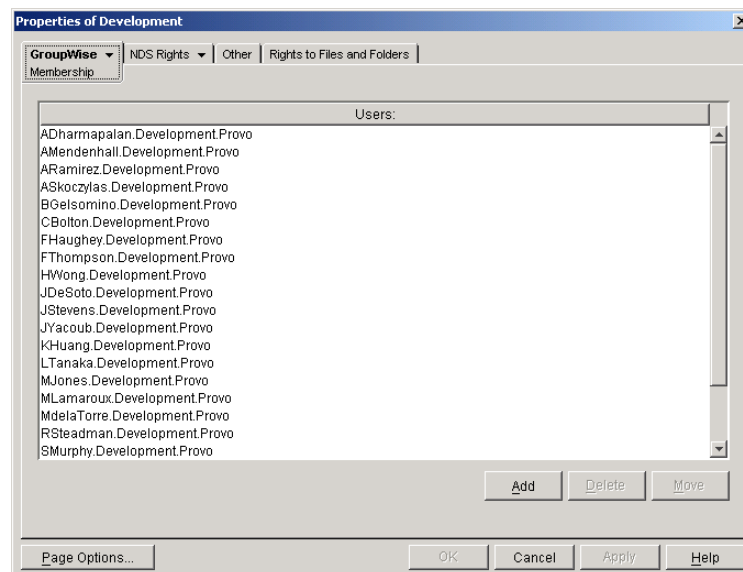 Properties of Development
GroupWise NDS Rights Other Rights to Files and Folders
Membership
Users:
ADharmapalan.Development.Provo
AMendenhall.Development.Provo
ARamirez.Development.Provo
ASkoczylas.Development.Provo
BGelsomino.Development.Provo
CBolton.Development.Provo
FHaughey.Development.Provo
FThompson.Development.Provo
HWong.Development.Provo
JDeSoto.Development.Provo
JStevens.Development.Provo
JYacoub.Development.Provo
KHuang.Development.Provo
LTanaka.Development.Provo
MJones.Development.Provo
MLamaroux.Development.Provo
MdelaTorre.Development.Provo
RSteadman.Development.Provo
SMurphy.Development.Provo
Add Delete Move
Page Options... OK Cancel Apply Help